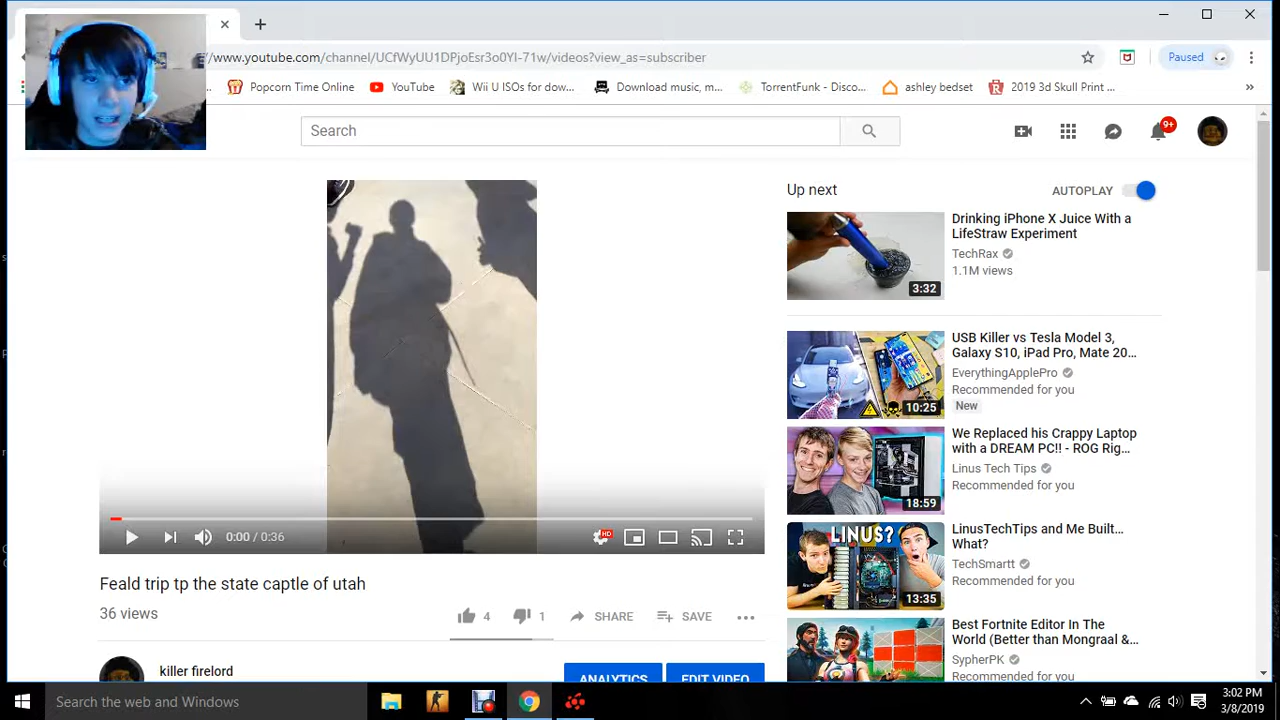 //www.youtube.com/channel/UCfWyUU1DPjoEsr3o0YI-71w/videos?view_as=subscriber
Paused
Popcorn Time Online
YouTube
Wii U ISOs for dow...
Download music, m...
TorrentFunk - Disco...
ashley bedset
2019 3d Skull Print ...
»
Search
9+
Up next
AUTOPLAY
Drinking iPhone X Juice With a
LifeStraw Experiment
TechRax
1.1M views
3:32
USB Killer vs Tesla Model 3,
Galaxy S10, iPad Pro, Mate 20...
EverythingApplePro
Recommended for you
New
10:25
We Replaced his Crappy Laptop
with a DREAM PC!! - ROG Rig...
Linus Tech Tips
Recommended for you
18:59
LINUS?
LinusTechTips and Me Built...
What?
TechSmartt
Recommended for you
13:35
Best Fortnite Editor In The
World (Better than Mongraal &...
SypherPK
Recommended for you
0:00 / 0:36
HD
Feald trip tp the state captle of utah
36 views
4
1
SHARE
SAVE
killer firelord
ANALYTICS
EDIT VIDEO
Search the web and Windows
3:02 PM
3/8/2019